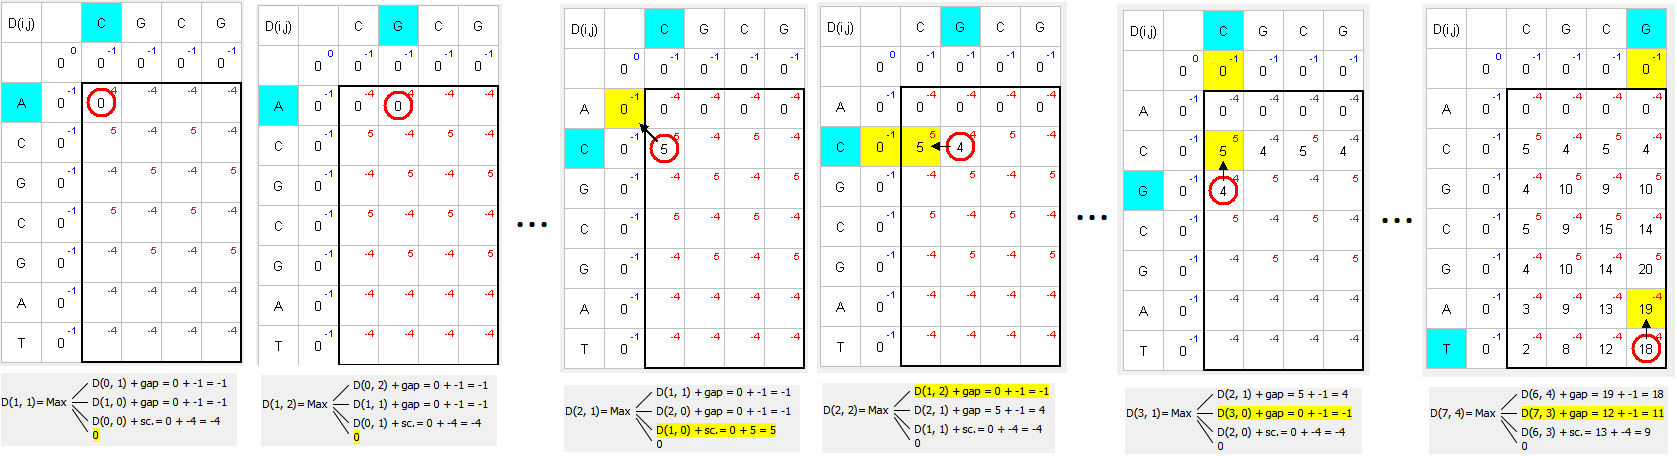 D(i,j) C G C G
0 -1 -1 -1 -1
0 0 0 0 0
-1 -4 -4 -4 -4
A 0 0
-1 5 -4 5 -4
C 0
-1 -4 5 -4 5
G 0
-1 5 -4 5 -4
C 0
-1 -4 5 -4 5
G 0
-1 -4 -4 -4 -4
A 0
-1 -4 -4 -4 -4
T 0
D(1, 1)= Max
D(0, 1) + gap = 0 + -1 = -1
D(1, 0) + gap = 0 + -1 = -1
D(0, 0) + sc. = 0 + -4 = -4
0
D(i,j) C G C G
0 -1 -1 -1 -1
0 0 0 0 0
-1 -4 -4 -4 -4
A 0 0 0
-1 5 -4 5 -4
C 0
-1 -4 5 -4 5
G 0
-1 5 -4 5 -4
C 0
-1 -4 5 -4 5
G 0
-1 -4 -4 -4 -4
A 0
-1 -4 -4 -4 -4
T 0
D(1, 2)= Max
D(0, 2) + gap = 0 + -1 = -1
D(1, 1) + gap = 0 + -1 = -1
D(0, 1) + sc. = 0 + -4 = -4
0
...
D(i,j) C G C G
0 -1 -1 -1 -1
0 0 0 0 0
-1 -4 -4 -4 -4
A 0 0 0 0 0
-1 5 -4 5 -4
C 0 5
-1 -4 5 -4 5
G 0
-1 5 -4 5 -4
C 0
-1 -4 5 -4 5
G 0
-1 -4 -4 -4 -4
A 0
-1 -4 -4 -4 -4
T 0
D(2, 1)= Max
D(1, 1) + gap = 0 + -1 = -1
D(2, 0) + gap = 0 + -1 = -1
D(1, 0) + sc. = 0 + 5 = 5
0
D(i,j) C G C G
0 -1 -1 -1 -1
0 0 0 0 0
-1 -4 -4 -4 -4
A 0 0 0 0 0
-1 5 -4 5 -4
C 0 5 4
-1 -4 5 -4 5
G 0
-1 5 -4 5 -4
C 0
-1 -4 5 -4 5
G 0
-1 -4 -4 -4 -4
A 0
-1 -4 -4 -4 -4
T 0
D(2, 2)= Max
D(1, 2) + gap = 0 + -1 = -1
D(2, 1) + gap = 5 + -1 = 4
D(1, 1) + sc. = 0 + -4 = -4
0
...
D(i,j) C G C G
0 -1 -1 -1 -1
0 0 0 0 0
-1 -4 -4 -4 -4
A 0 0 0 0 0
-1 5 -4 5 -4
C 0 5 4 5 4
-1 -4 5 -4 5
G 0 4
-1 5 -4 5 -4
C 0
-1 -4 5 -4 5
G 0
-1 -4 -4 -4 -4
A 0
-1 -4 -4 -4 -4
T 0
D(3, 1)= Max
D(2, 1) + gap = 5 + -1 = 4
D(3, 0) + gap = 0 + -1 = -1
D(2, 0) + sc. = 0 + -4 = -4
0
...
D(i,j) C G C G
0 -1 -1 -1 -1
0 0 0 0 0
-1 -4 -4 -4 -4
A 0 0 0 0 0
-1 5 -4 5 -4
C 0 5 4 5 4
-1 -4 5 -4 5
G 0 4 10 9 10
-1 5 -4 5 -4
C 0 5 9 15 14
-1 -4 5 -4 5
G 0 4 10 14 20
-1 -4 -4 -4 -4
A 0 3 9 13 19
-1 -4 -4 -4 -4
T 0 2 8 12 18
D(7, 4)= Max
D(6, 4) + gap = 19 + -1 = 18
D(7, 3) + gap = 12 + -1 = 11
D(6, 3) + sc. = 13 + -4 = 9
0